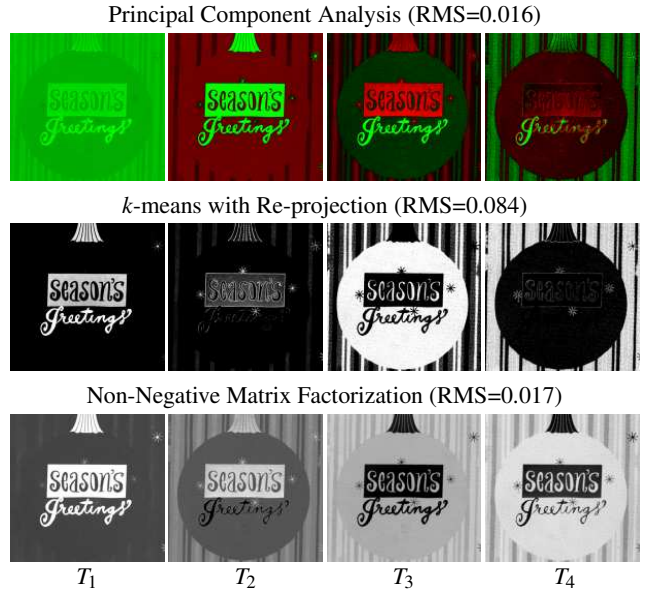 Principal Component Analysis (RMS=0.016)
season's season's season's season's
Greetings Greetings Greetings Greetings
k-means with Re-projection (RMS=0.084)
season's season's season's season's
Greetings Greetings Greetings
Non-Negative Matrix Factorization (RMS=0.017)
season's season's season's season's
Greetings Greetings Greetings Greetings
T1 T2 T3 T4